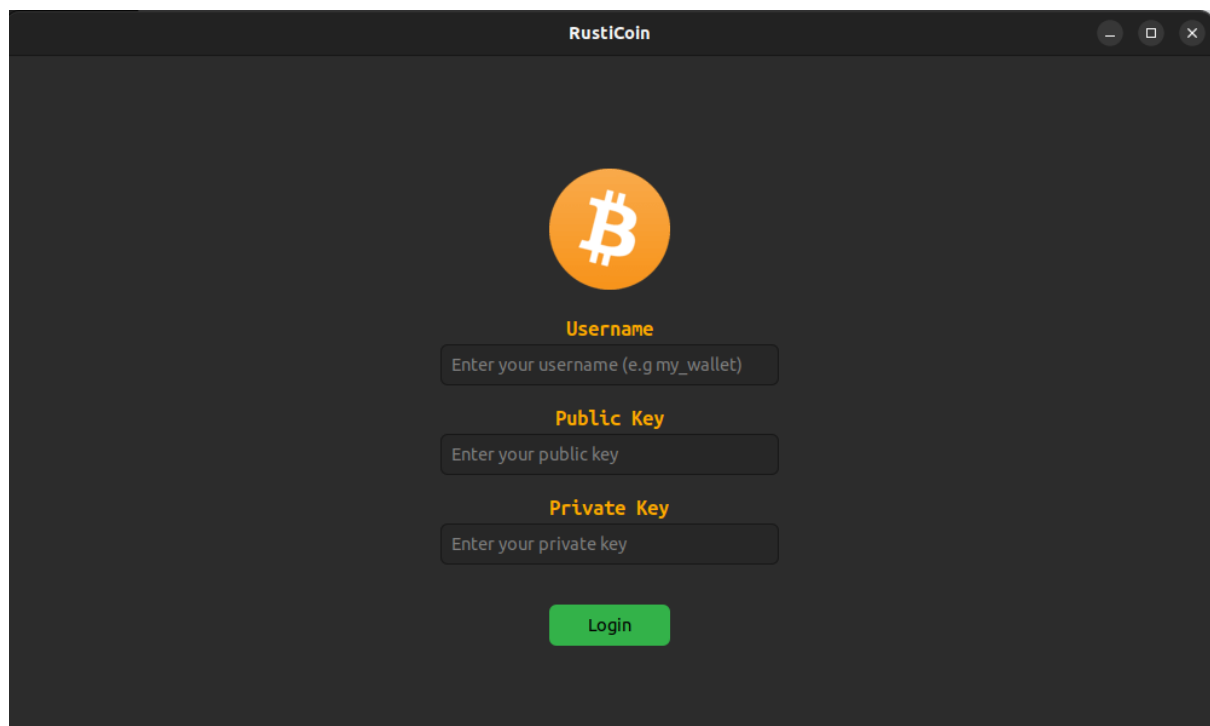 RustiCoin
Username
Enter your username (e.g my_wallet)
Public Key
Enter your public key
Private Key
Enter your private key
Login